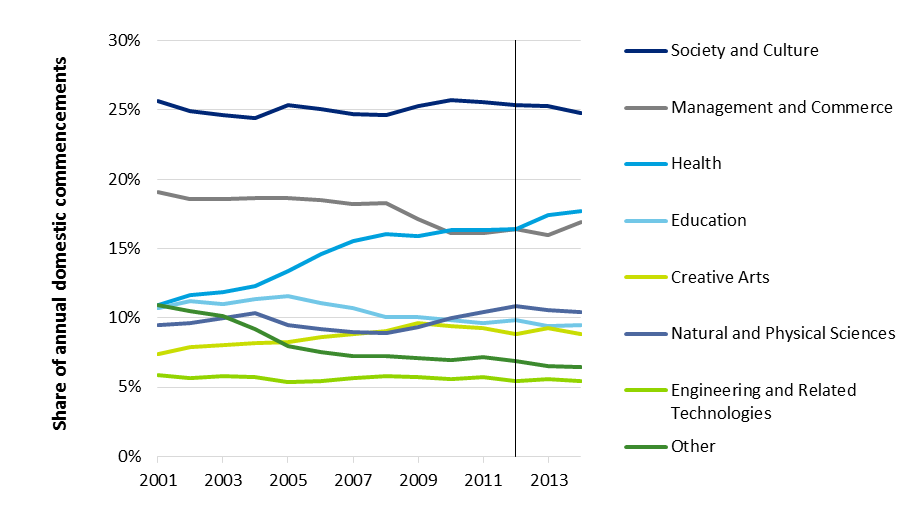 Share of annual domestic commencements
30%
25%
20%
15%
10%
5%
0%
2001 2003 2005 2007 2009 2011 2013
Society and Culture
Management and Commerce
Health
Education
Creative Arts
Natural and Physical Sciences
Engineering and Related
Technologies
Other